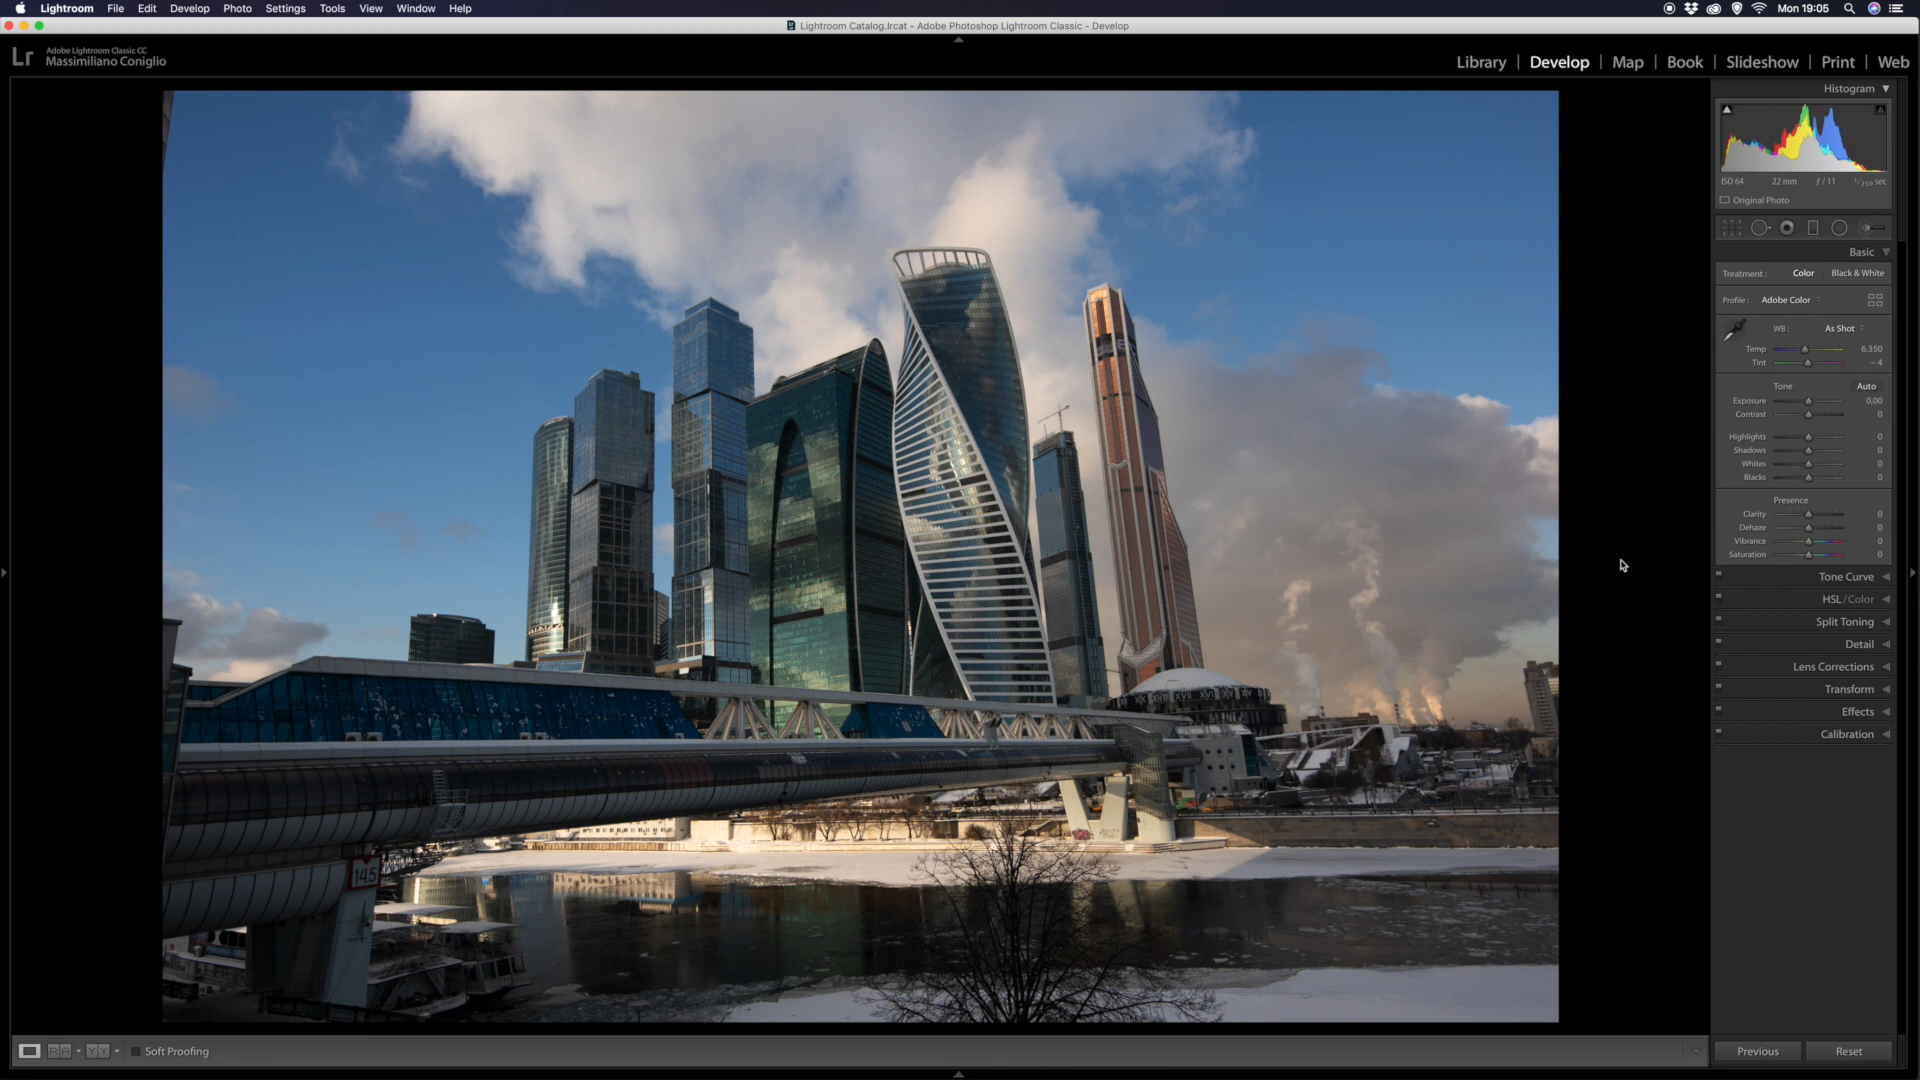 Lightroom File Edit Develop Photo Settings Tools View Window Help Mon 19:05
Lightroom Catalog.lrcat - Adobe Photoshop Lightroom Classic - Develop
Lr Adobe Lightroom Classic CC
Massimiliano Coniglio
Library | Develop | Map | Book | Slideshow | Print | Web
Histogram
ISO 64 22 mm ƒ / 11 1/250 sec
Original Photo
Basic
Treatment : Color Black & White
Profile : Adobe Color
WB : As Shot
Temp 6.350
Tint – 4
Tone Auto
Exposure 0,00
Contrast 0
Highlights 0
Shadows 0
Whites 0
Blacks 0
Presence
Clarity 0
Dehaze 0
Vibrance 0
Saturation 0
Tone Curve
HSL / Color
Split Toning
Detail
Lens Corrections
Transform
Effects
Calibration
145
R A Y Y Soft Proofing
Previous Reset